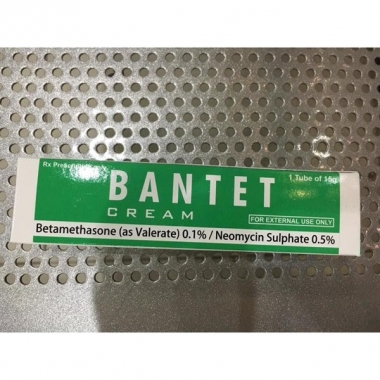 Rx Prescription only
1 Tube of 15g
BANTET
CREAM
FOR EXTERNAL USE ONLY
Betamethasone (as Valerate) 0.1% / Neomycin Sulphate 0.5%